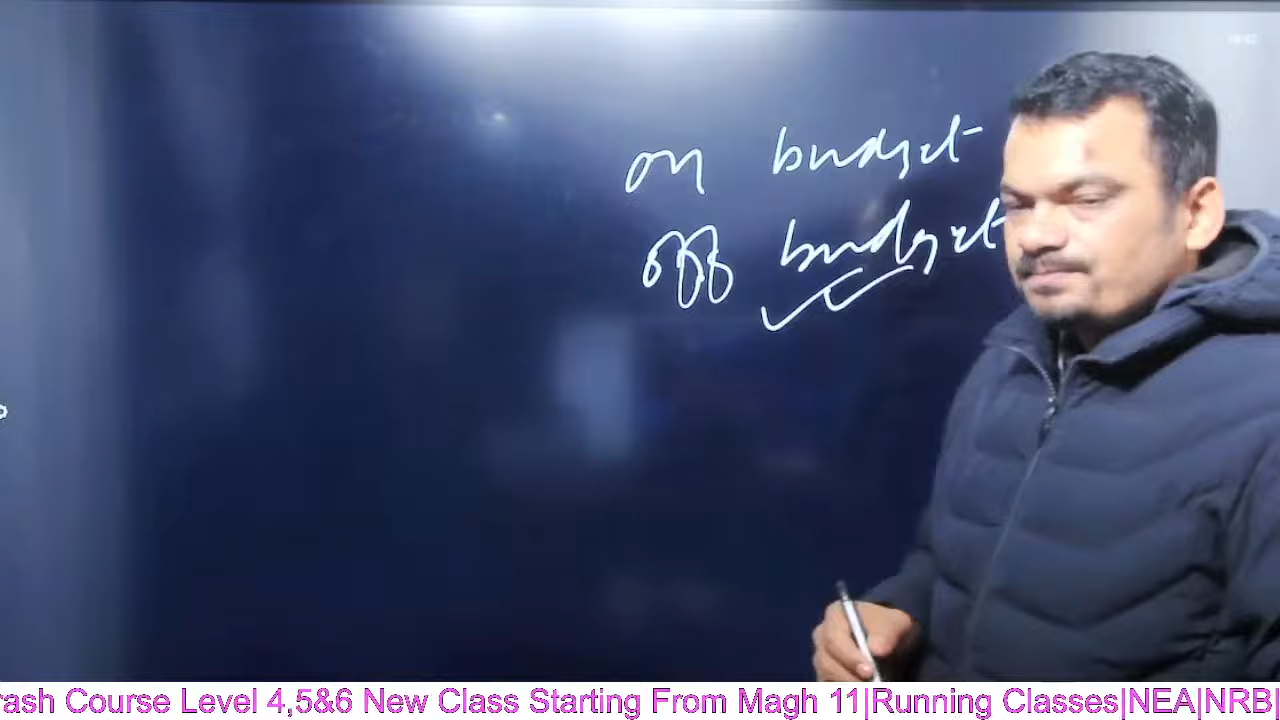 on budget
off budget
rash Course Level 4,5&6 New Class Starting From Magh 11|Running Classes|NEA|NRB|